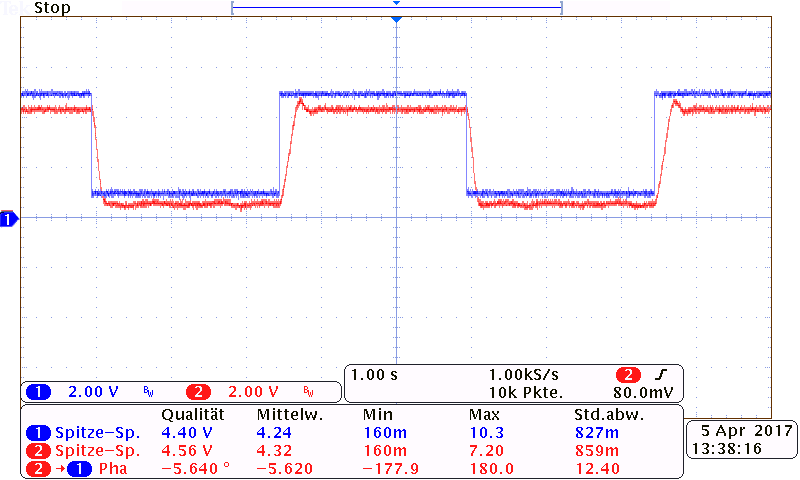 Tek Stop
1
1 2.00 V BW 2 2.00 V BW
1.00 s 1.00kS/s 2
10k Pkte. 80.0mV
Qualität Mittelw. Min Max Std.abw.
1 Spitze-Sp. 4.40 V 4.24 160m 10.3 827m
2 Spitze-Sp. 4.56 V 4.32 160m 7.20 859m
2 → 1 Pha -5.640 ° -5.620 -177.9 180.0 12.40
5 Apr 2017
13:38:16